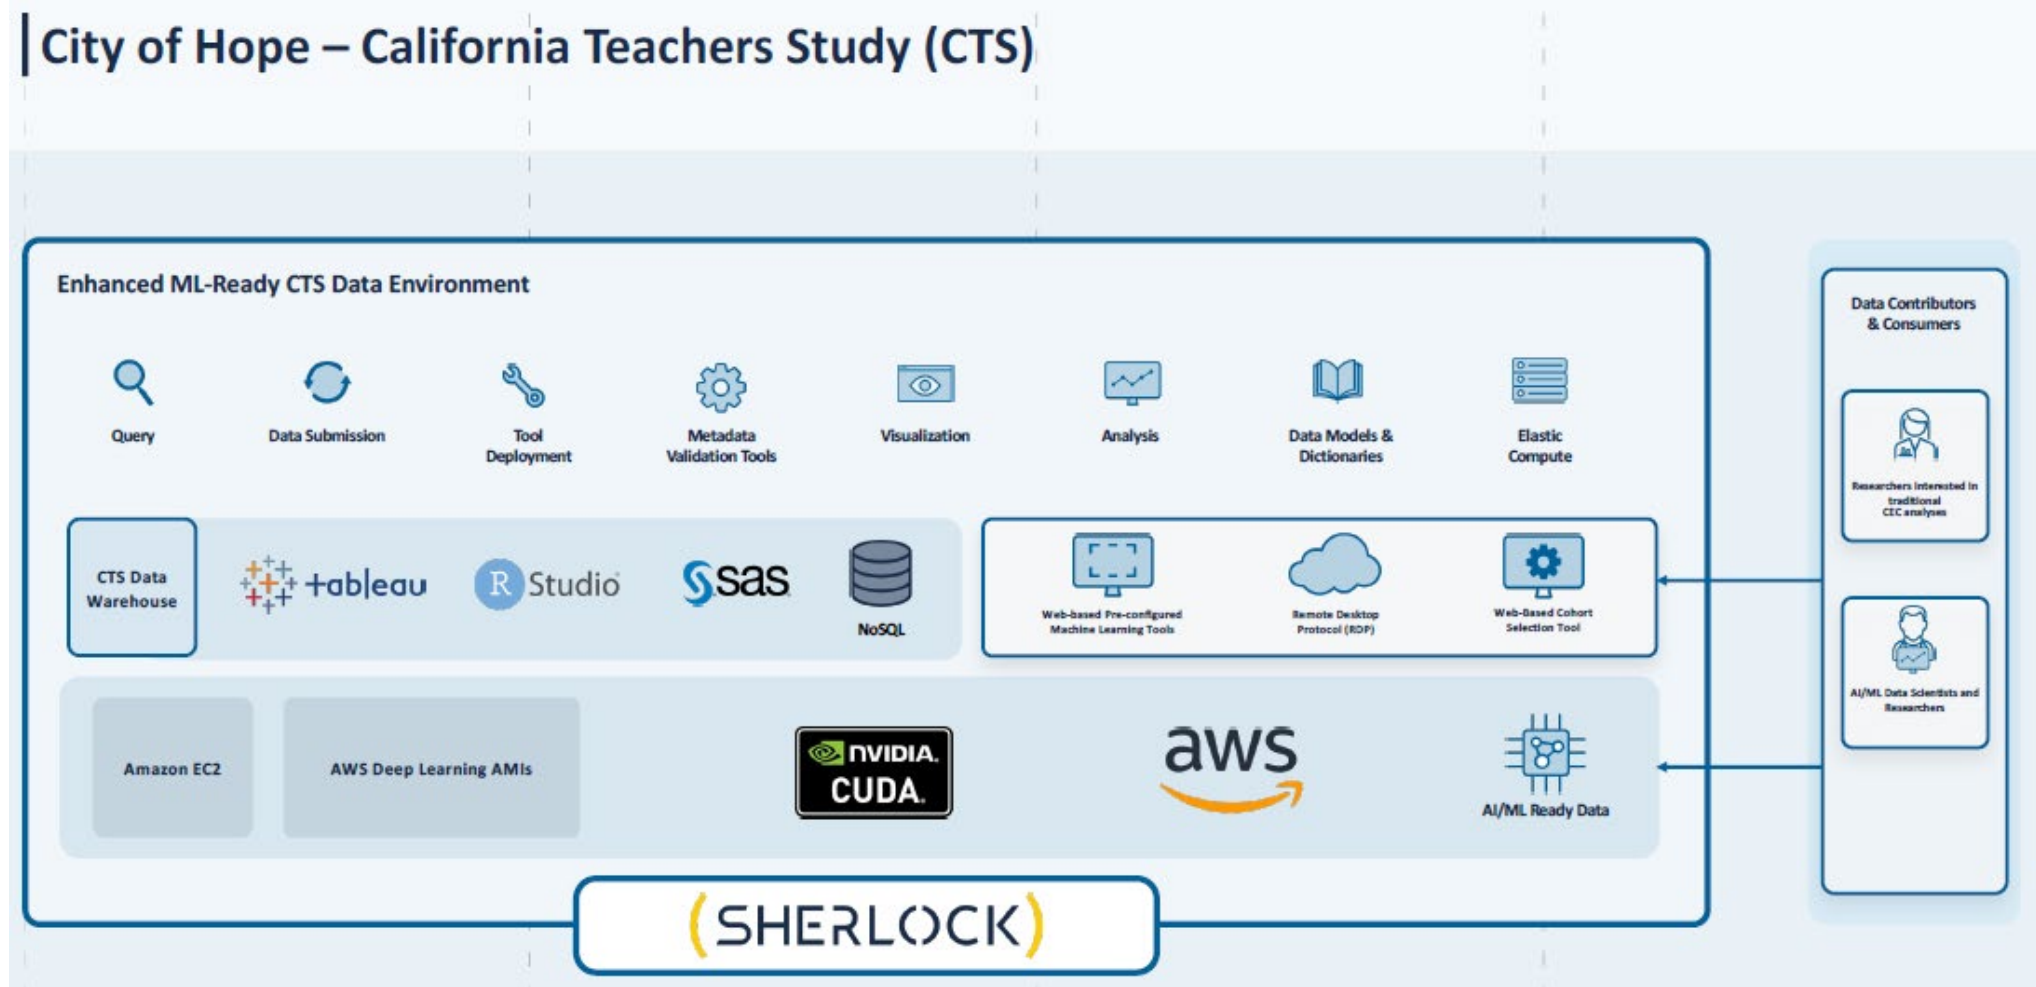 City of Hope – California Teachers Study (CTS)
Enhanced ML-Ready CTS Data Environment
Query
Data Submission
Tool
Deployment
Metadata
Validation Tools
Visualization
Analysis
Data Models &
Dictionaries
Elastic
Compute
CTS Data
Warehouse
+ableau
R Studio
sas
NoSQL
Web-based Pre-configured
Machine Learning Tools
Remote Desktop
Protocol (RDP)
Web-Based Cohort
Selection Tool
Amazon EC2
AWS Deep Learning AMIs
NVIDIA.
CUDA.
aws
AI/ML Ready Data
(SHERLOCK)
Data Contributors
& Consumers
Researchers Interested in
traditional
CEC analyses
AI/ML Data Scientists and
Researchers